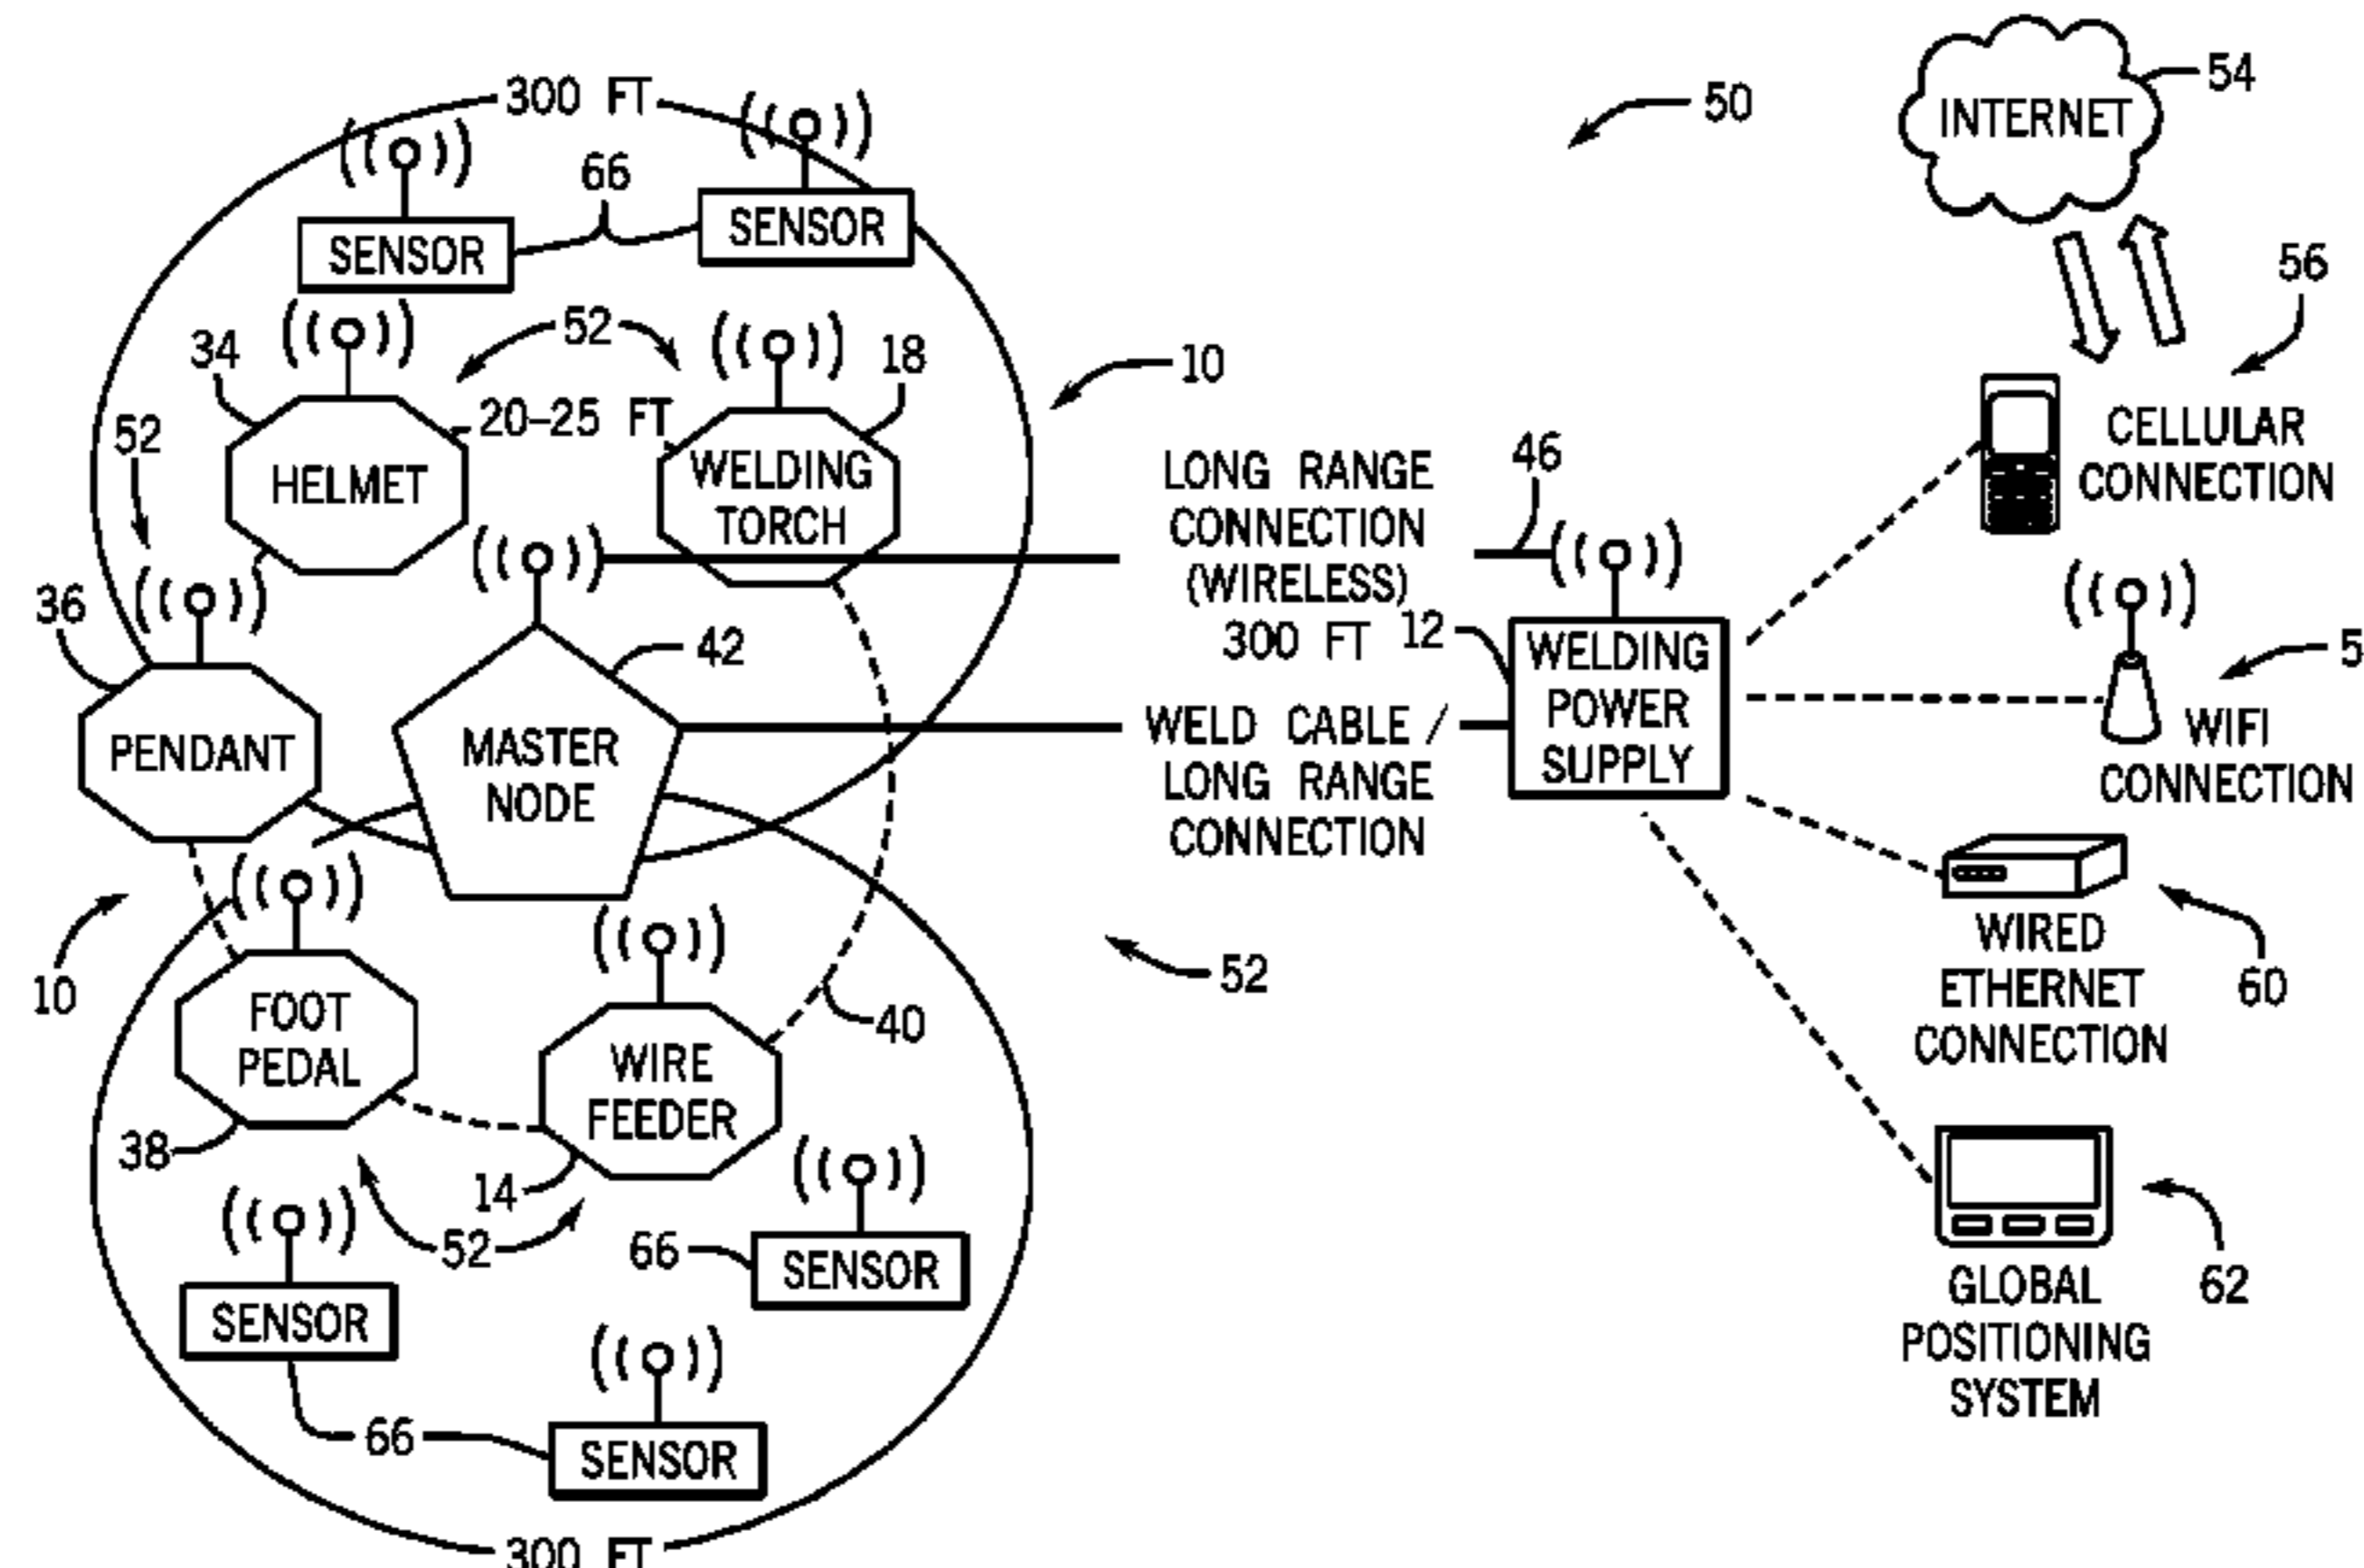 300 FT
50
INTERNET
54
66
SENSOR
SENSOR
56
34
52
18
10
20-25 FT
52
HELMET
WELDING
TORCH
LONG RANGE
CONNECTION
(WIRELESS)
300 FT
46
CELLULAR
CONNECTION
36
42
12
WELDING
POWER
SUPPLY
5
WIFI
CONNECTION
PENDANT
MASTER
NODE
WELD CABLE /
LONG RANGE
CONNECTION
10
52
WIRED
ETHERNET
CONNECTION
60
FOOT
PEDAL
40
WIRE
FEEDER
38
14
52
66
SENSOR
SENSOR
GLOBAL
POSITIONING
SYSTEM
62
66
SENSOR
300 FT